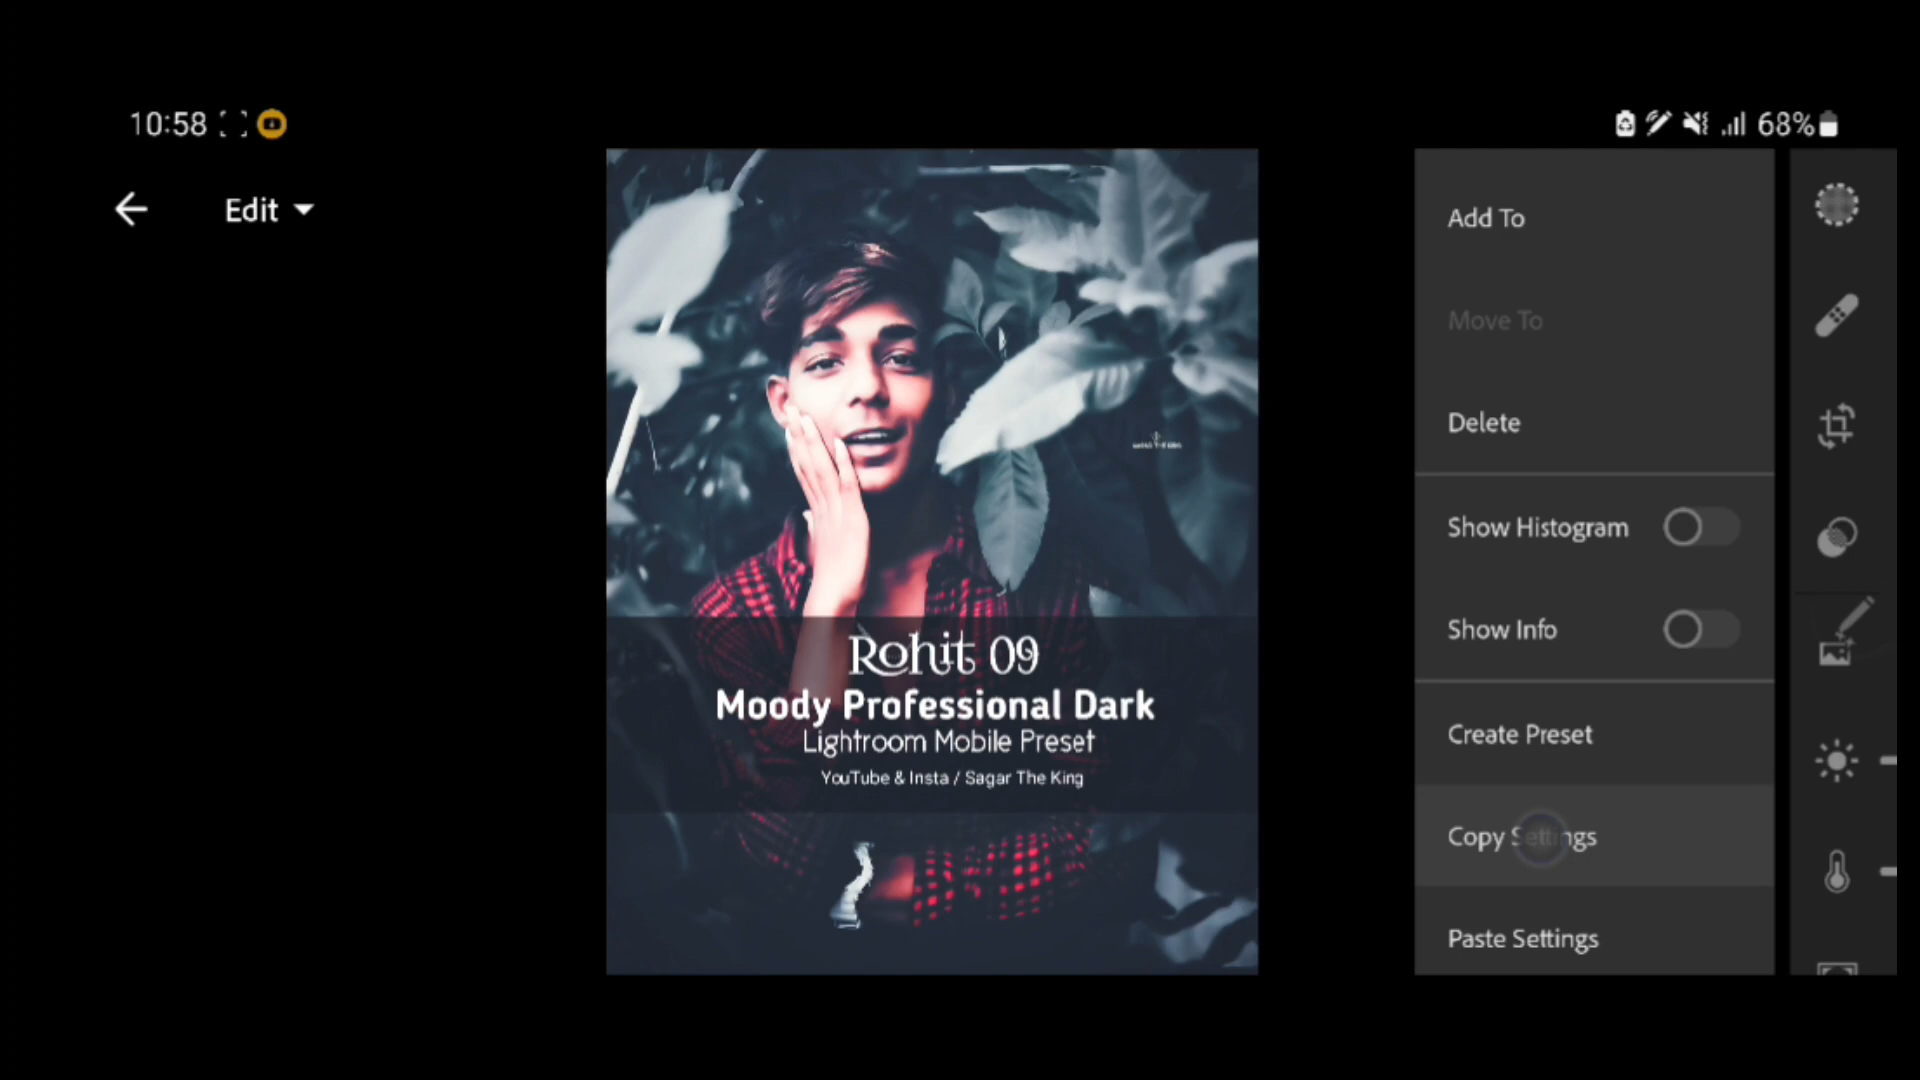 10:58
68%
Edit
Rohit 09
Moody Professional Dark
Lightroom Mobile Preset
YouTube & Insta / Sagar The King
Add To
Move To
Delete
Show Histogram
Show Info
Create Preset
Copy Settings
Paste Settings